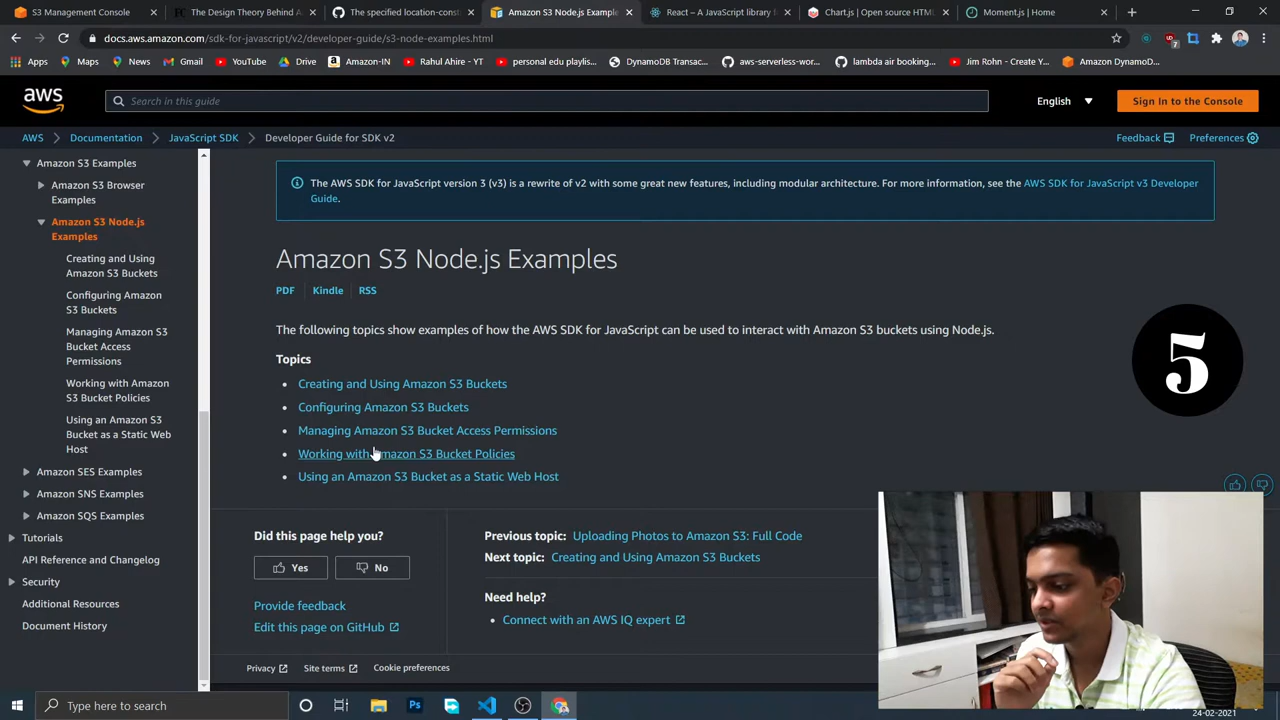 S3 Management Console
The Design Theory Behind A
The specified location-const
Amazon S3 Node.js Example
React – A JavaScript library f
Chart.js | Open source HTML
Moment.js | Home
docs.aws.amazon.com/sdk-for-javascript/v2/developer-guide/s3-node-examples.html
7
Apps
Maps
News
Gmail
YouTube
Drive
Amazon-IN
Rahul Ahire - YT
personal edu playlis...
DynamoDB Transac...
aws-serverless-wor...
lambda air booking...
Jim Rohn - Create Y...
Amazon DynamoD...
aws
Search in this guide
English
Sign In to the Console
AWS
Documentation
JavaScript SDK
Developer Guide for SDK v2
Feedback
Preferences
Amazon S3 Examples
Amazon S3 Browser
Examples
Amazon S3 Node.js
Examples
Creating and Using
Amazon S3 Buckets
Configuring Amazon
S3 Buckets
Managing Amazon S3
Bucket Access
Permissions
Working with Amazon
S3 Bucket Policies
Using an Amazon S3
Bucket as a Static Web
Host
Amazon SES Examples
Amazon SNS Examples
Amazon SQS Examples
Tutorials
API Reference and Changelog
Security
Additional Resources
Document History
The AWS SDK for JavaScript version 3 (v3) is a rewrite of v2 with some great new features, including modular architecture. For more information, see the AWS SDK for JavaScript v3 Developer
Guide.
Amazon S3 Node.js Examples
PDF
Kindle
RSS
The following topics show examples of how the AWS SDK for JavaScript can be used to interact with Amazon S3 buckets using Node.js.
Topics
Creating and Using Amazon S3 Buckets
Configuring Amazon S3 Buckets
Managing Amazon S3 Bucket Access Permissions
Working with Amazon S3 Bucket Policies
Using an Amazon S3 Bucket as a Static Web Host
5
Did this page help you?
Yes
No
Provide feedback
Edit this page on GitHub
Previous topic: Uploading Photos to Amazon S3: Full Code
Next topic: Creating and Using Amazon S3 Buckets
Need help?
Connect with an AWS IQ expert
Privacy
Site terms
Cookie preferences
Type here to search
Ps
24-02-2021